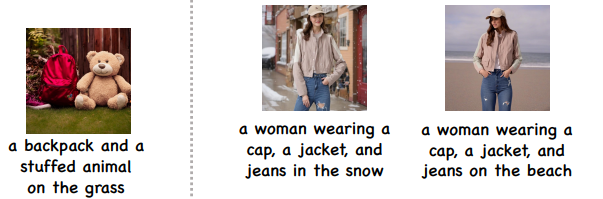 a backpack and a
stuffed animal
on the grass
a woman wearing a
cap, a jacket, and
jeans in the snow
a woman wearing a
cap, a jacket, and
jeans on the beach